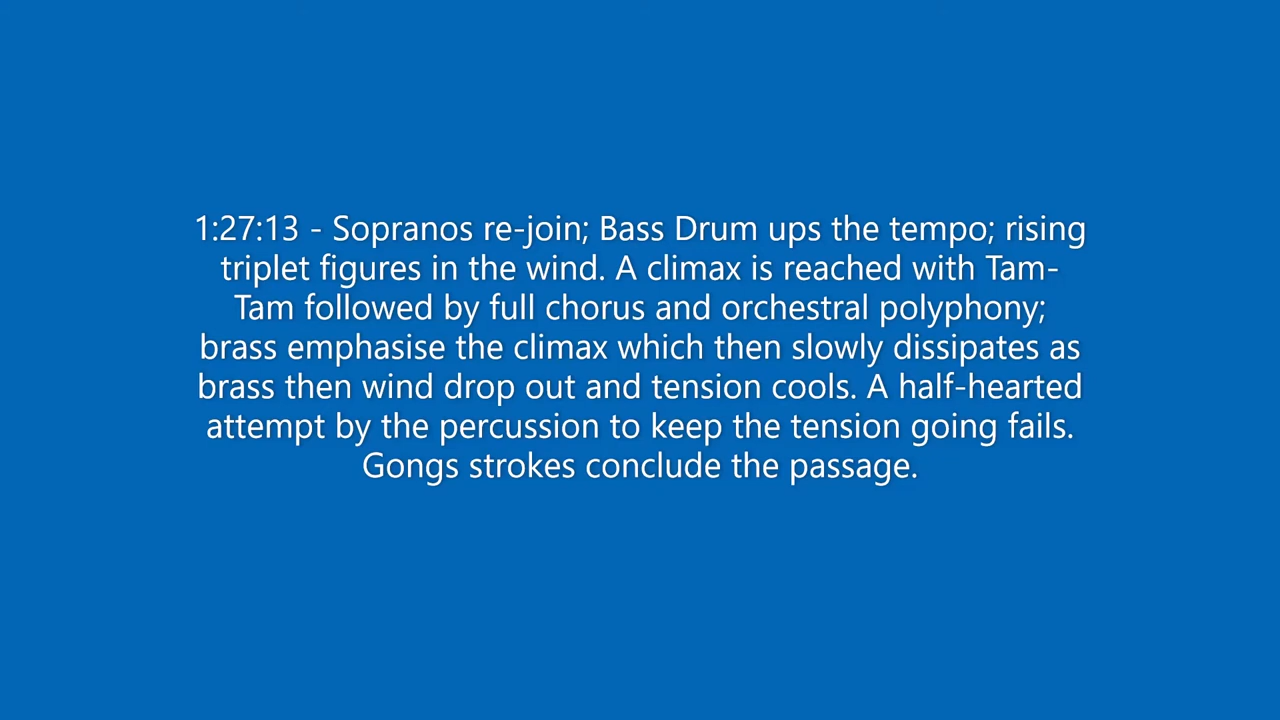 1:27:13 - Sopranos re-join; Bass Drum ups the tempo; rising
triplet figures in the wind. A climax is reached with Tam-
Tam followed by full chorus and orchestral polyphony;
brass emphasise the climax which then slowly dissipates as
brass then wind drop out and tension cools. A half-hearted
attempt by the percussion to keep the tension going fails.
Gongs strokes conclude the passage.